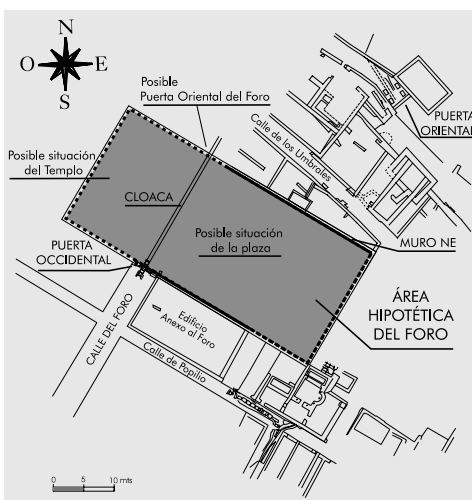 N
O E
S
Posible
Puerta Oriental del Foro
PUERTA
ORIENTAL
Calle de los Umbrales
Posible situación
del Templo
CLOACA
Posible situación
de la plaza
MURO NE
PUERTA
OCCIDENTAL
ÁREA
HIPOTÉTICA
DEL FORO
CALLE DEL FORO
Edificio
Anexo al Foro
Calle de Popilio
0 5 10 mts